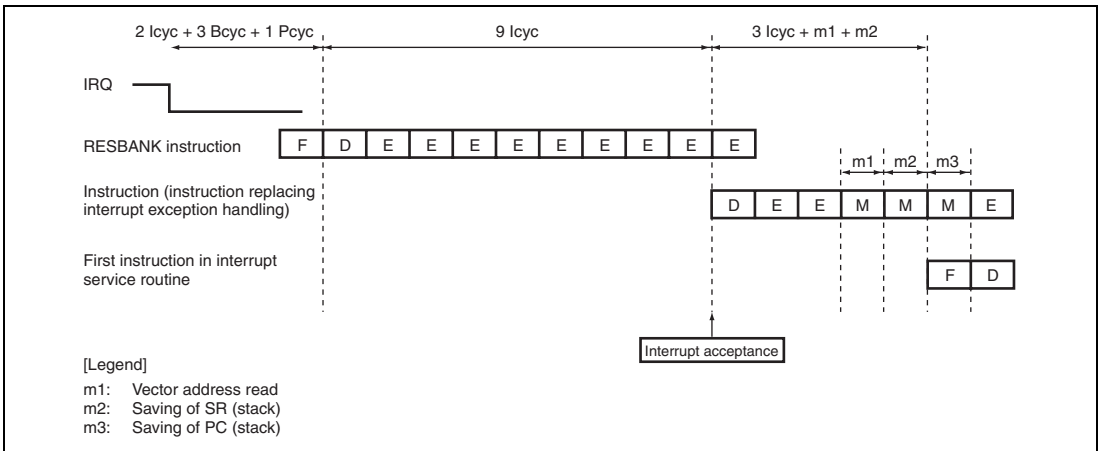 2 Icyc + 3 Bcyc + 1 Pcyc 9 Icyc 3 Icyc + m1 + m2
IRQ
RESBANK instruction F D E E E E E E E E E
m1 m2 m3
Instruction (instruction replacing
interrupt exception handling) D E E M M M E
First instruction in interrupt
service routine F D
Interrupt acceptance
[Legend]
m1: Vector address read
m2: Saving of SR (stack)
m3: Saving of PC (stack)